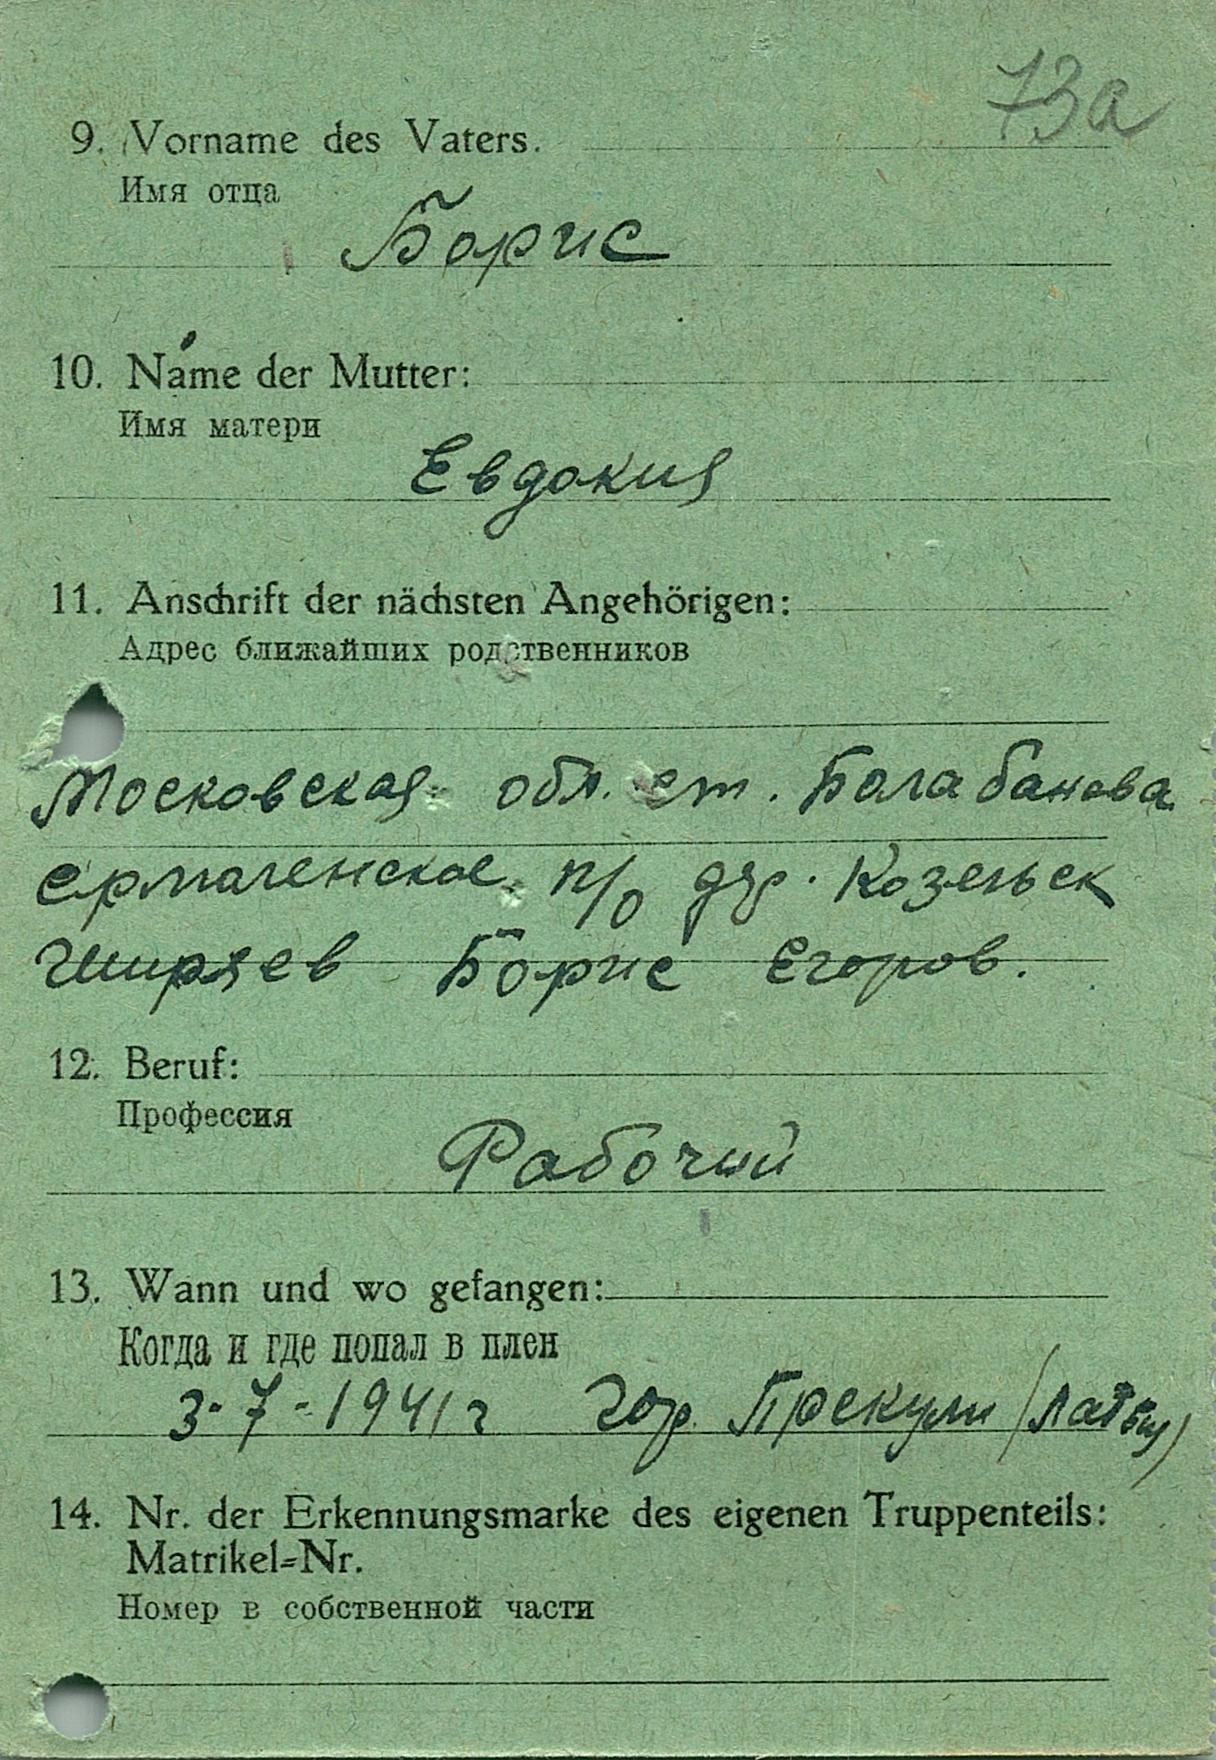 73а
9. Vorname des Vaters.
Имя отца
Борис
10. Name der Mutter:
Имя матери
Евдокия
11. Anschrift der nächsten Angehörigen:
Адрес ближайших родственников
Московская обл. ст. Балабанова
п/о дер. Козельск
Ширяев Борис Егоров.
12. Beruf:
Профессия
Рабочий
13. Wann und wo gefangen:
Когда и где попал в плен
3-7-1941 г гор. Прекули (Латвы)
14. Nr. der Erkennungsmarke des eigenen Truppenteils:
Matrikel=Nr.
Номер в собственной части